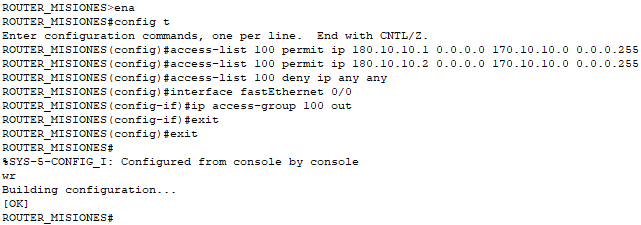 ROUTER_MISIONES>ena
ROUTER_MISIONES#config t
Enter configuration commands, one per line.  End with CNTL/Z.
ROUTER_MISIONES(config)#access-list 100 permit ip 180.10.10.1 0.0.0.0 170.10.10.0 0.0.0.255
ROUTER_MISIONES(config)#access-list 100 permit ip 180.10.10.2 0.0.0.0 170.10.10.0 0.0.0.255
ROUTER_MISIONES(config)#access-list 100 deny ip any any
ROUTER_MISIONES(config)#interface fastEthernet 0/0
ROUTER_MISIONES(config-if)#ip access-group 100 out
ROUTER_MISIONES(config-if)#exit
ROUTER_MISIONES(config)#exit
ROUTER_MISIONES#
%SYS-5-CONFIG_I: Configured from console by console
wr
Building configuration...
[OK]
ROUTER_MISIONES#